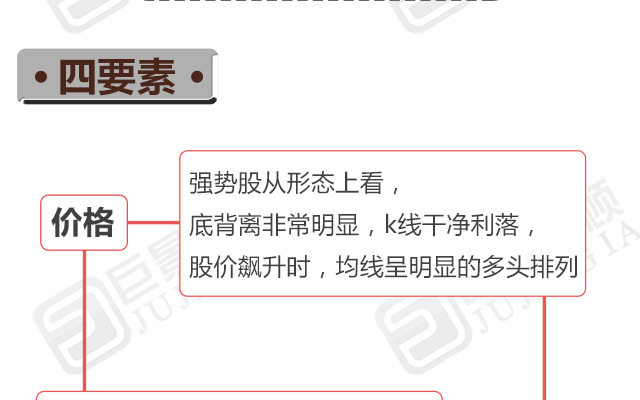 •四要素•
价格
强势股从形态上看，
底背离非常明显，k线干净利落，
股价飙升时，均线呈明显的多头排列